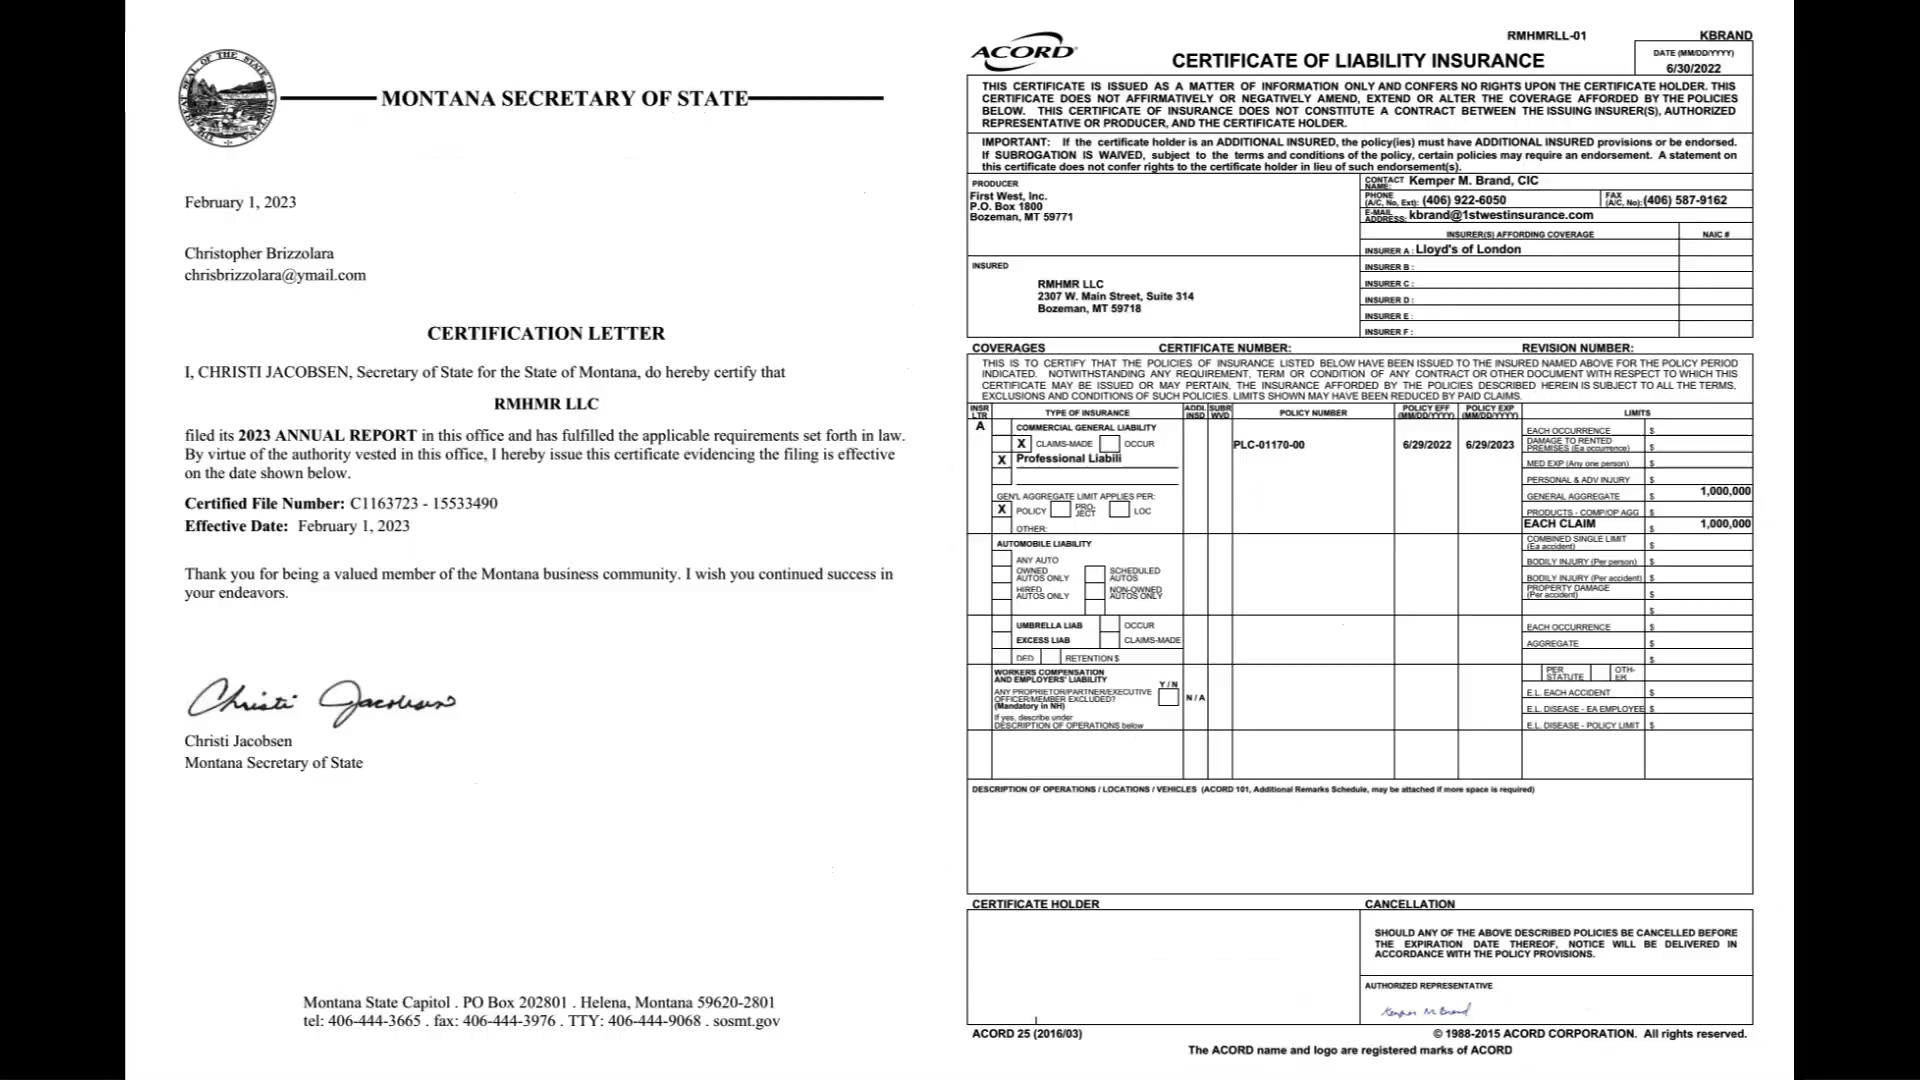 MONTANA SECRETARY OF STATE
February 1, 2023
Christopher Brizzolara
chrisbrizzolara@ymail.com
CERTIFICATION LETTER
I, CHRISTI JACOBSEN, Secretary of State for the State of Montana, do hereby certify that
RMHMR LLC
filed its 2023 ANNUAL REPORT in this office and has fulfilled the applicable requirements set forth in law.
By virtue of the authority vested in this office, I hereby issue this certificate evidencing the filing is effective
on the date shown below.
Certified File Number: C1163723 - 15533490
Effective Date: February 1, 2023
Thank you for being a valued member of the Montana business community. I wish you continued success in
your endeavors.
Christi Jacobsen
Christi Jacobsen
Montana Secretary of State
Montana State Capitol . PO Box 202801 . Helena, Montana 59620-2801
tel: 406-444-3665 . fax: 406-444-3976 . TTY: 406-444-9068 . sosmt.gov
RMHMRLL-01 KBRAND
ACORD
CERTIFICATE OF LIABILITY INSURANCE
DATE (MM/DD/YYYY)
6/30/2022
THIS CERTIFICATE IS ISSUED AS A MATTER OF INFORMATION ONLY AND CONFERS NO RIGHTS UPON THE CERTIFICATE HOLDER. THIS
CERTIFICATE DOES NOT AFFIRMATIVELY OR NEGATIVELY AMEND, EXTEND OR ALTER THE COVERAGE AFFORDED BY THE POLICIES
BELOW. THIS CERTIFICATE OF INSURANCE DOES NOT CONSTITUTE A CONTRACT BETWEEN THE ISSUING INSURER(S), AUTHORIZED
REPRESENTATIVE OR PRODUCER, AND THE CERTIFICATE HOLDER.
IMPORTANT: If the certificate holder is an ADDITIONAL INSURED, the policy(ies) must have ADDITIONAL INSURED provisions or be endorsed.
If SUBROGATION IS WAIVED, subject to the terms and conditions of the policy, certain policies may require an endorsement. A statement on
this certificate does not confer rights to the certificate holder in lieu of such endorsement(s).
PRODUCER
First West, Inc.
P.O. Box 1800
Bozeman, MT 59771
CONTACT NAME: Kemper M. Brand, CIC
PHONE (A/C, No, Ext): (406) 922-6050
FAX (A/C, No): (406) 587-9162
E-MAIL ADDRESS: kbrand@1stwestinsurance.com
INSURER(S) AFFORDING COVERAGE NAIC #
INSURER A : Lloyd's of London
INSURED
RMHMR LLC
2307 W. Main Street, Suite 314
Bozeman, MT 59718
INSURER B :
INSURER C :
INSURER D :
INSURER E :
INSURER F :
COVERAGES CERTIFICATE NUMBER: REVISION NUMBER:
THIS IS TO CERTIFY THAT THE POLICIES OF INSURANCE LISTED BELOW HAVE BEEN ISSUED TO THE INSURED NAMED ABOVE FOR THE POLICY PERIOD
INDICATED. NOTWITHSTANDING ANY REQUIREMENT, TERM OR CONDITION OF ANY CONTRACT OR OTHER DOCUMENT WITH RESPECT TO WHICH THIS
CERTIFICATE MAY BE ISSUED OR MAY PERTAIN, THE INSURANCE AFFORDED BY THE POLICIES DESCRIBED HEREIN IS SUBJECT TO ALL THE TERMS,
EXCLUSIONS AND CONDITIONS OF SUCH POLICIES. LIMITS SHOWN MAY HAVE BEEN REDUCED BY PAID CLAIMS.
INSR LTR TYPE OF INSURANCE ADDL INSD SUBR WVD POLICY NUMBER POLICY EFF (MM/DD/YYYY) POLICY EXP (MM/DD/YYYY) LIMITS
A COMMERCIAL GENERAL LIABILITY EACH OCCURRENCE $
X CLAIMS-MADE OCCUR PLC-01170-00 6/29/2022 6/29/2023 DAMAGE TO RENTED PREMISES (Ea occurrence) $
X Professional Liabili MED EXP (Any one person) $
PERSONAL & ADV INJURY $
GEN'L AGGREGATE LIMIT APPLIES PER: GENERAL AGGREGATE $ 1,000,000
X POLICY PRO-JECT LOC PRODUCTS - COMP/OP AGG $
OTHER: EACH CLAIM $ 1,000,000
AUTOMOBILE LIABILITY COMBINED SINGLE LIMIT (Ea accident) $
ANY AUTO BODILY INJURY (Per person) $
OWNED AUTOS ONLY SCHEDULED AUTOS BODILY INJURY (Per accident) $
HIRED AUTOS ONLY NON-OWNED AUTOS ONLY PROPERTY DAMAGE (Per accident) $
$
UMBRELLA LIAB OCCUR EACH OCCURRENCE $
EXCESS LIAB CLAIMS-MADE AGGREGATE $
DED RETENTION $ $
WORKERS COMPENSATION
AND EMPLOYERS' LIABILITY Y / N PER STATUTE OTH-ER
ANY PROPRIETOR/PARTNER/EXECUTIVE
OFFICER/MEMBER EXCLUDED? N / A E.L. EACH ACCIDENT $
(Mandatory in NH) E.L. DISEASE - EA EMPLOYEE $
If yes, describe under
DESCRIPTION OF OPERATIONS below E.L. DISEASE - POLICY LIMIT $
DESCRIPTION OF OPERATIONS / LOCATIONS / VEHICLES (ACORD 101, Additional Remarks Schedule, may be attached if more space is required)
CERTIFICATE HOLDER CANCELLATION
SHOULD ANY OF THE ABOVE DESCRIBED POLICIES BE CANCELLED BEFORE
THE EXPIRATION DATE THEREOF, NOTICE WILL BE DELIVERED IN
ACCORDANCE WITH THE POLICY PROVISIONS.
AUTHORIZED REPRESENTATIVE
Kemper M Brand
ACORD 25 (2016/03) © 1988-2015 ACORD CORPORATION. All rights reserved.
The ACORD name and logo are registered marks of ACORD